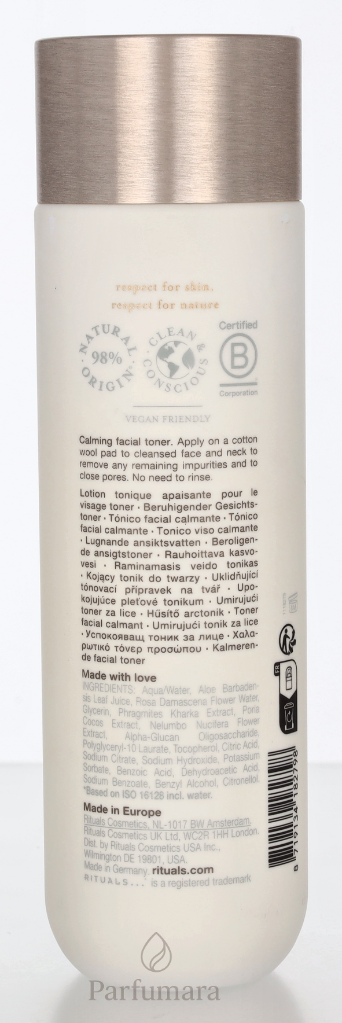 respect for skin.
respect for nature
NATURAL
98%
ORIGIN*
CLEAN &
CONSCIOUS
Certified
B
Corporation
VEGAN FRIENDLY
Calming facial toner. Apply on a cotton
wool pad to cleansed face and neck to
remove any remaining impurities and to
close pores. No need to rinse.
Lotion tonique apaisante pour le
visage toner · Beruhigender Gesichts-
toner · Tónico facial calmante · Tónico
facial calmante · Tonico viso calmante
· Lugnande ansiktsvatten · Beroligen-
de ansigtstoner · Rauhoittava kasvo-
vesi · Raminamasis veido tonikas
· Kojący tonik do twarzy · Uklidňující
tónovací přípravek na tvář · Upo-
kojujúce pleťové tonikum · Umirujući
toner za lice · Hűsítő arctonik · Toner
facial calmant · Umirujući tonik za lice
· Успокояващ тоник за лице · Χαλα-
ρωτικό τόνερ προσώπου · Kalmeren-
de facial toner
Made with love
INGREDIENTS: Aqua/Water, Aloe Barbaden-
sis Leaf Juice, Rosa Damascena Flower Water,
Glycerin, Phragmites Kharka Extract, Poria
Cocos Extract, Nelumbo Nucifera Flower
Extract, Alpha-Glucan Oligosaccharide,
Polyglyceryl-10 Laurate, Tocopherol, Citric Acid,
Sodium Citrate, Sodium Hydroxide, Potassium
Sorbate, Benzoic Acid, Dehydroacetic Acid,
Sodium Benzoate, Benzyl Alcohol, Citronellol.
*Based on ISO 16128 incl. water.
Made in Europe
Rituals Cosmetics, NL-1017 BW Amsterdam.
Rituals Cosmetics UK Ltd, WC2R 1HH London.
Dist. by Rituals Cosmetics USA Inc.,
Wilmington DE 19801, USA.
Made in Germany. rituals.com
RITUALS... is a registered trademark
FR
8 719134 182798
Parfumara